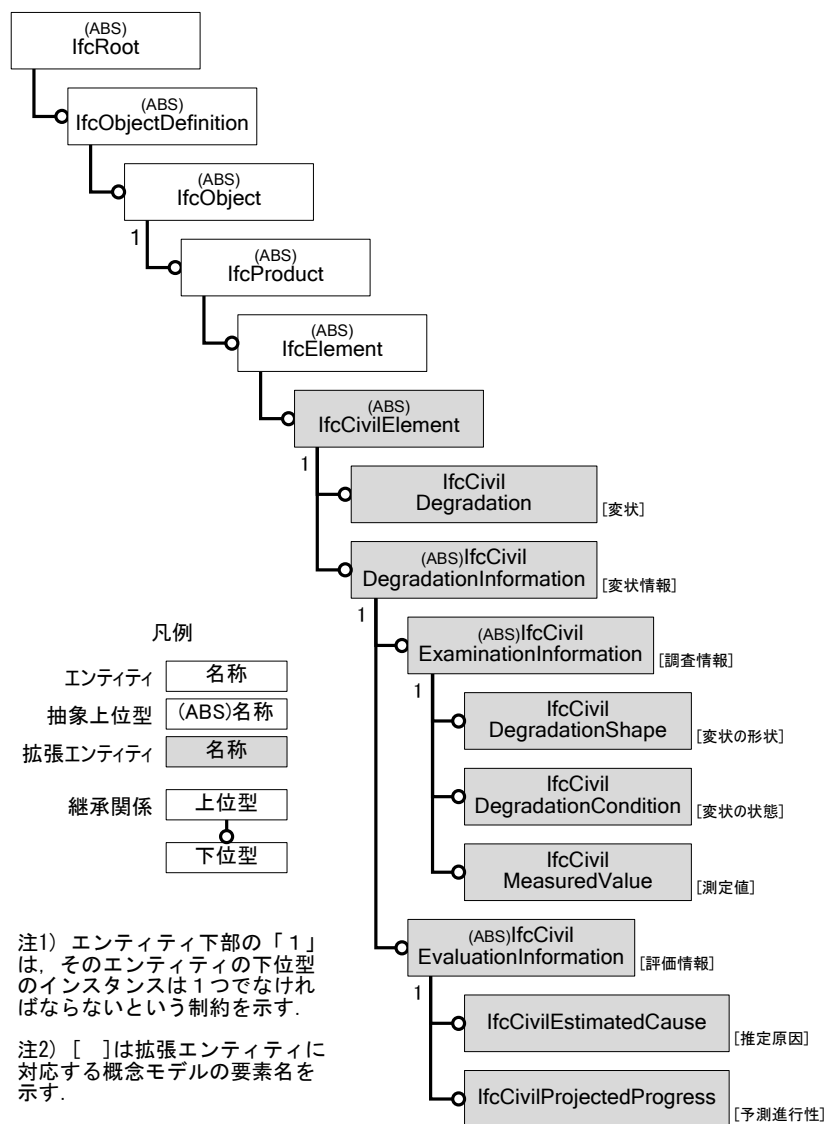 (ABS)
IfcRoot
(ABS)
IfcObjectDefinition
(ABS)
IfcObject
1
(ABS)
IfcProduct
(ABS)
IfcElement
(ABS)
IfcCivilElement
1
IfcCivil
Degradation
[変状]
(ABS)IfcCivil
DegradationInformation
[変状情報]
1
(ABS)IfcCivil
ExaminationInformation
[調査情報]
1
IfcCivil
DegradationShape
[変状の形状]
IfcCivil
DegradationCondition
[変状の状態]
IfcCivil
MeasuredValue
[測定値]
(ABS)IfcCivil
EvaluationInformation
[評価情報]
1
IfcCivilEstimatedCause
[推定原因]
IfcCivilProjectedProgress
[予測進行性]
凡例
エンティティ 名称
抽象上位型 (ABS)名称
拡張エンティティ 名称
継承関係 上位型
下位型
注1) エンティティ下部の「１」
は，そのエンティティの下位型
のインスタンスは１つでなけれ
ばならないという制約を示す．
注2) [　]は拡張エンティティに
対応する概念モデルの要素名を
示す．